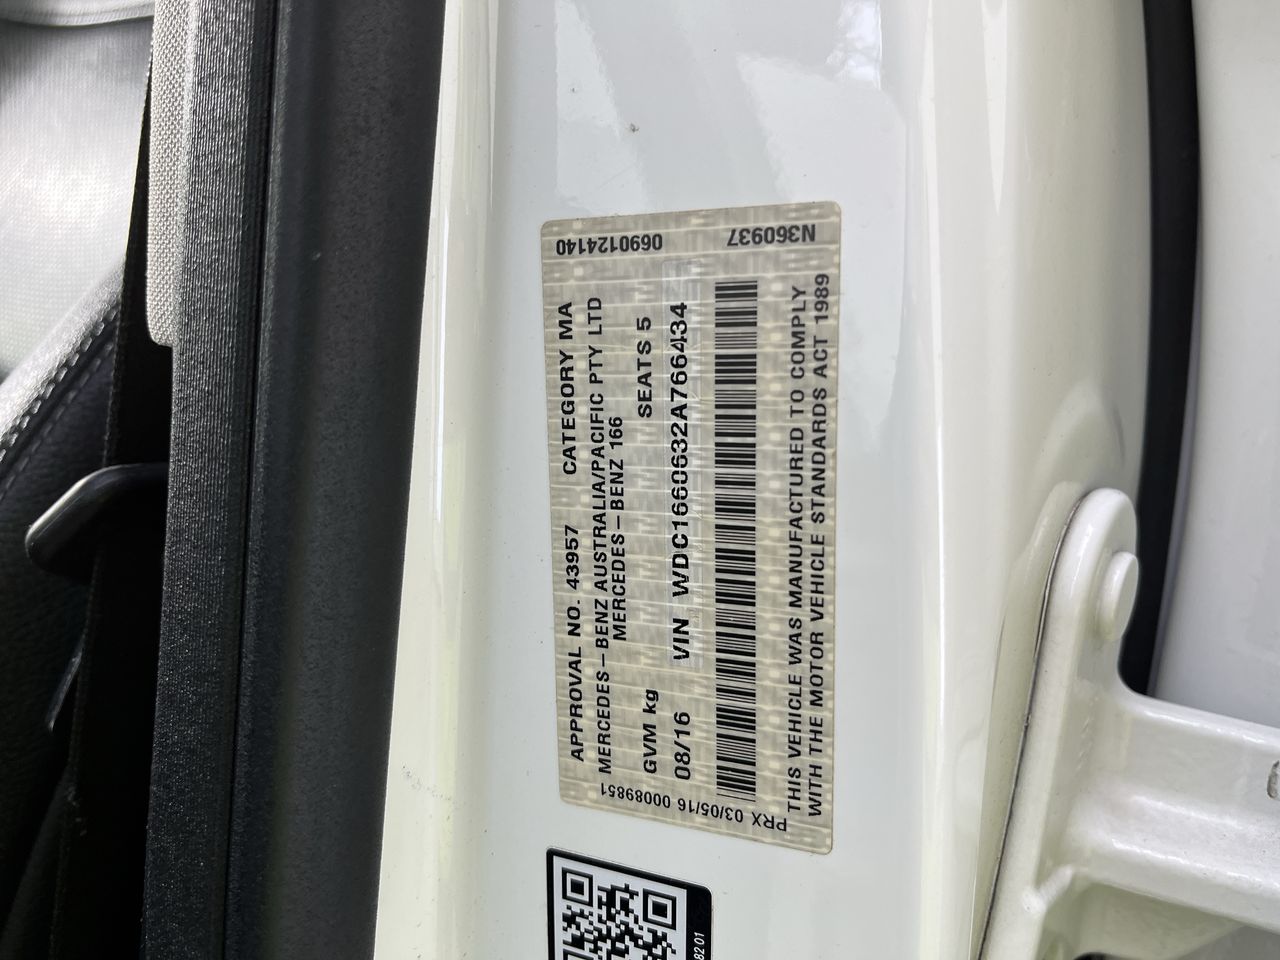 APPROVAL NO. 43957 CATEGORY MA
MERCEDES-BENZ AUSTRALIA/PACIFIC PTY LTD
MERCEDES-BENZ 166
GVM kg SEATS 5
08/16 VIN WDC1660632A766434
THIS VEHICLE WAS MANUFACTURED TO COMPLY
WITH THE MOTOR VEHICLE STANDARDS ACT 1989
PRX 03/05/16 00089851
0690124140
N360937